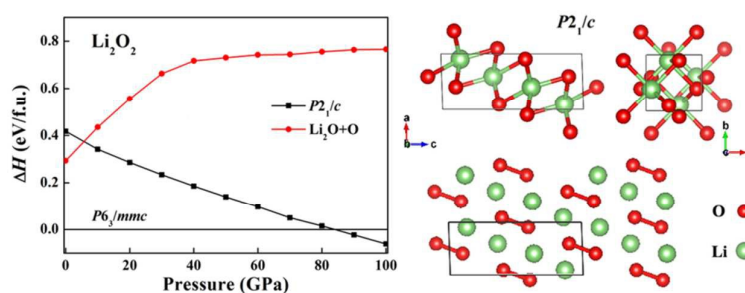 Li₂O₂
P2₁/c
Li₂O+O
P6₃/mmc
ΔH (eV/f.u.)
0.8
0.6
0.4
0.2
0.0
0
20
40
60
80
100
Pressure (GPa)
P2₁/c
a
b
c
b
c
O
Li